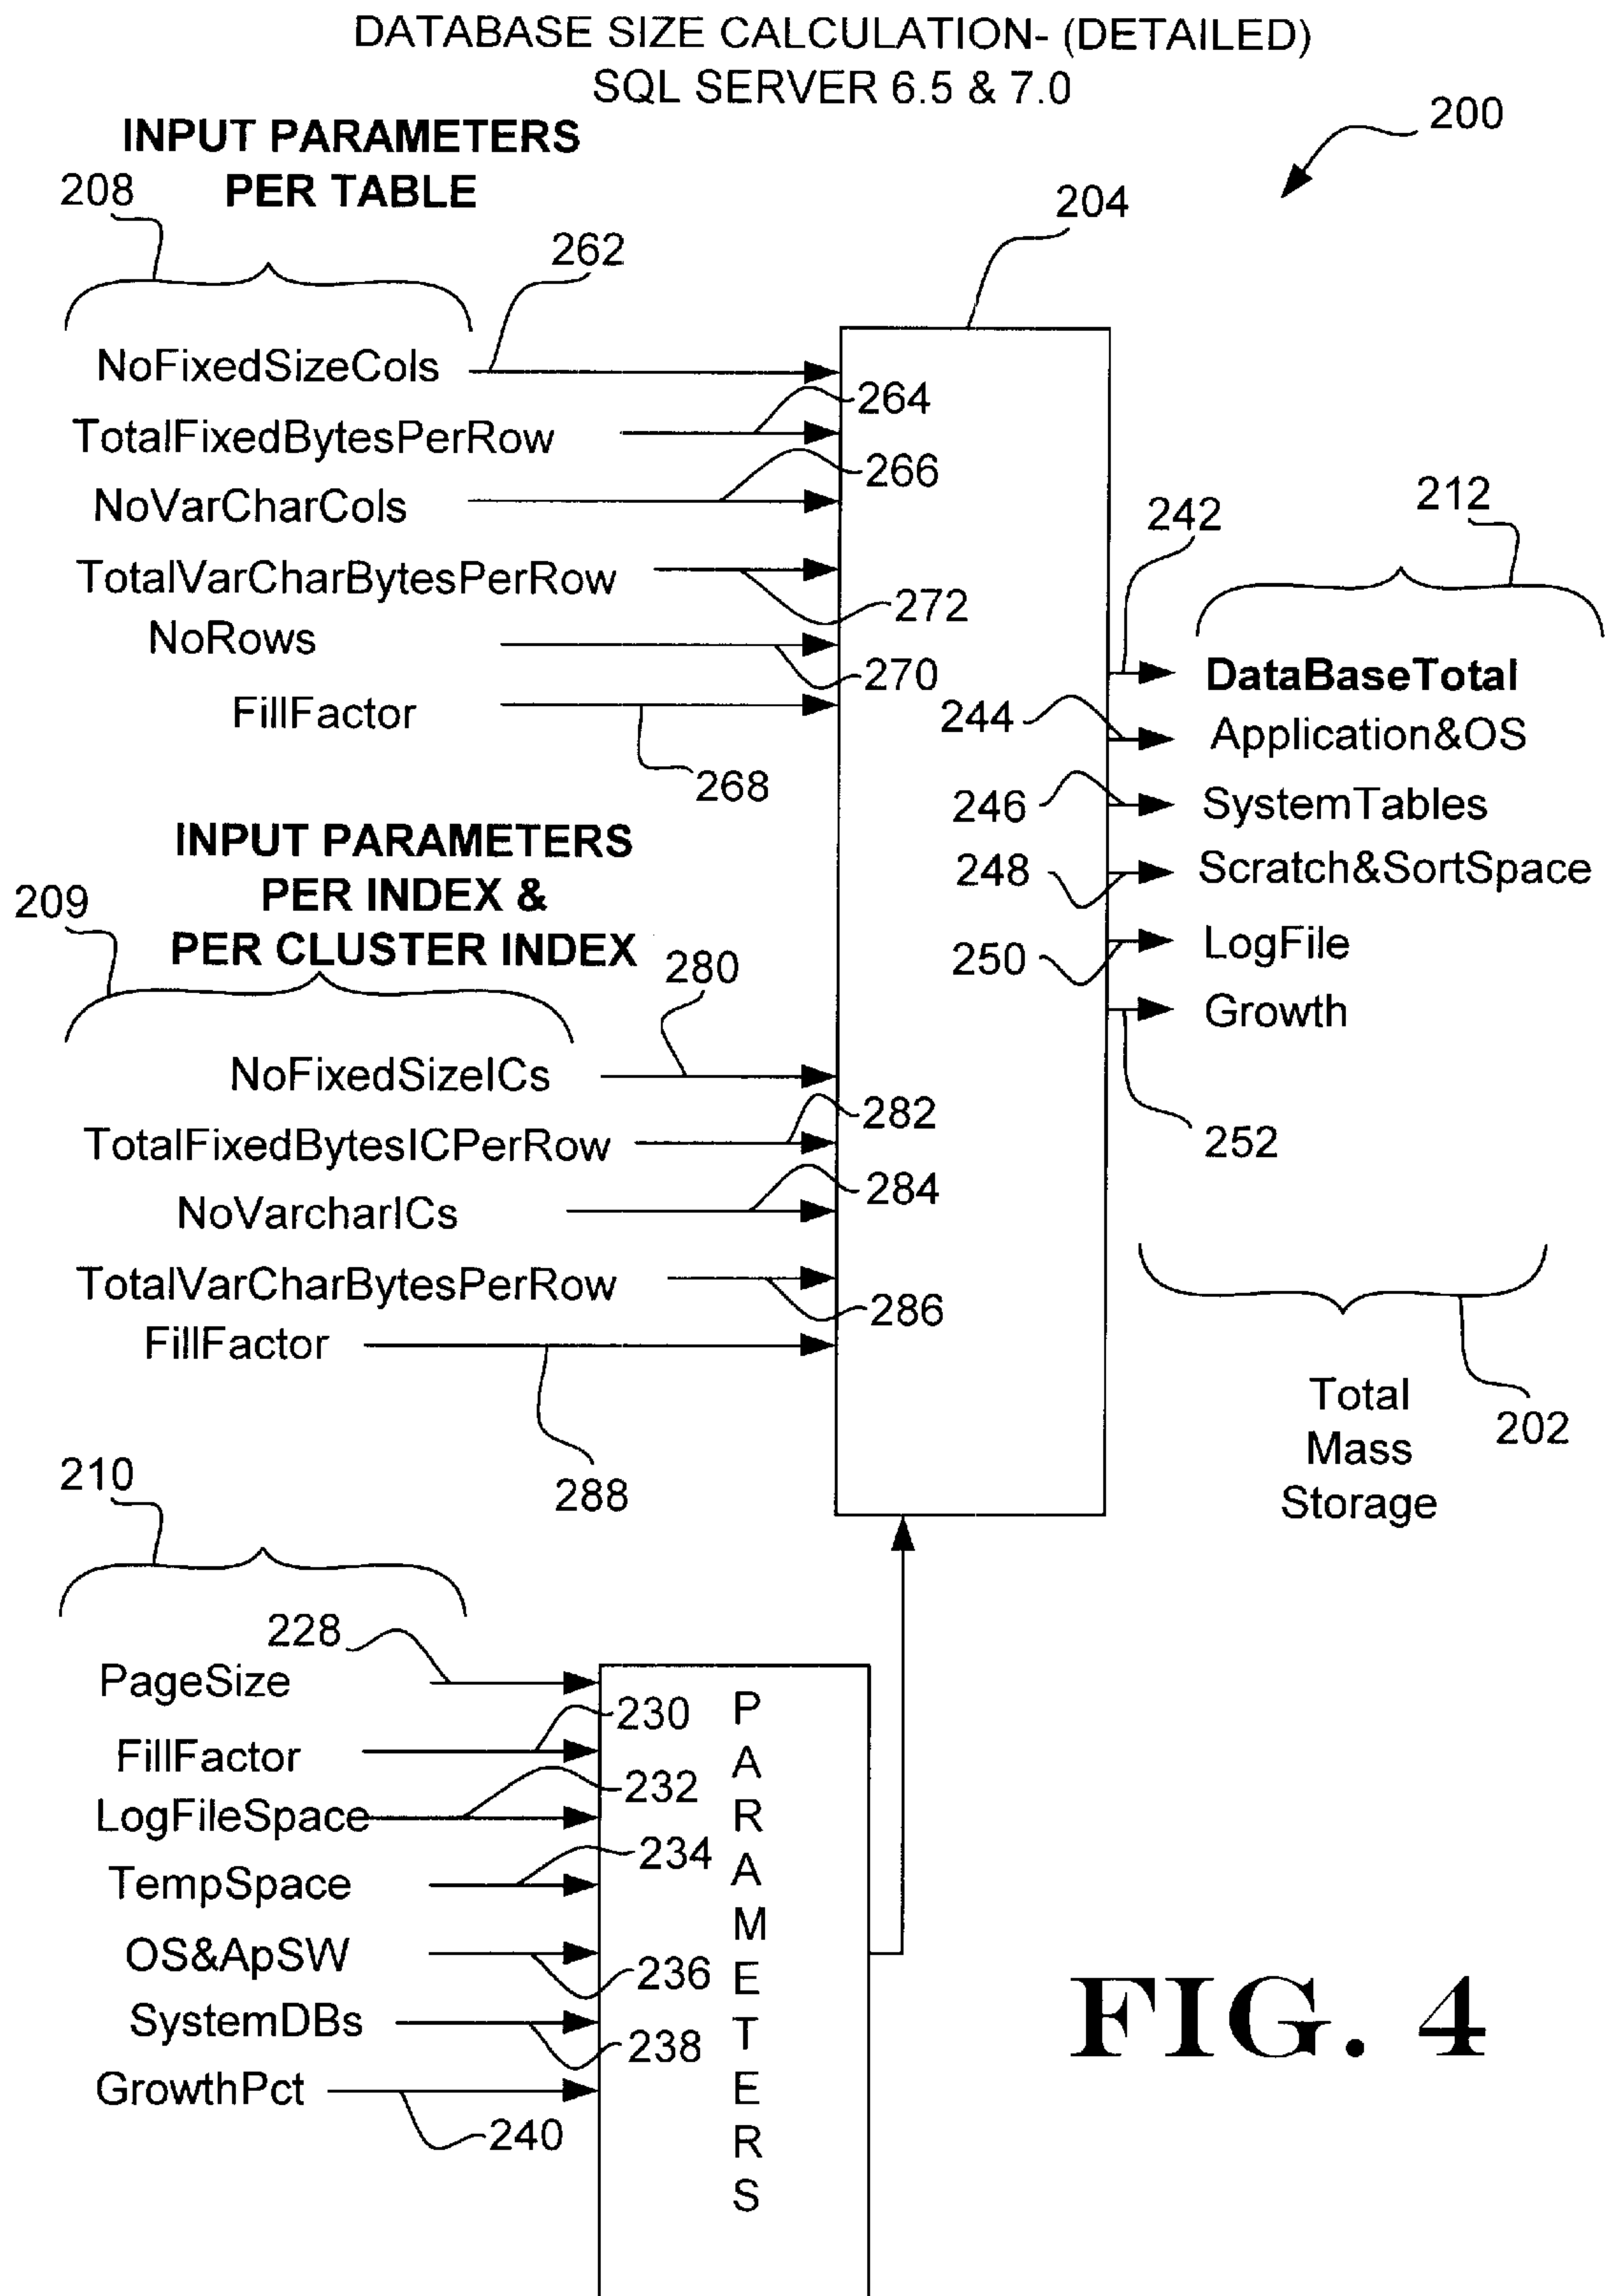 DATABASE SIZE CALCULATION- (DETAILED)
SQL SERVER 6.5 & 7.0
200
INPUT PARAMETERS
PER TABLE
208
262
204
NoFixedSizeCols
264
TotalFixedBytesPerRow
266
NoVarCharCols
TotalVarCharBytesPerRow
272
NoRows
270
FillFactor
268
242
212
DataBaseTotal
244
Application&OS
246
SystemTables
248
Scratch&SortSpace
250
LogFile
Growth
252
INPUT PARAMETERS
PER INDEX &
PER CLUSTER INDEX
209
280
NoFixedSizeICs
282
TotalFixedBytesICPerRow
284
NoVarcharICs
TotalVarCharBytesPerRow
286
FillFactor
288
Total
Mass
Storage
202
210
228
PageSize
230
FillFactor
232
LogFileSpace
234
TempSpace
OS&ApSW
236
SystemDBs
238
GrowthPct
240
PARAMETERS
FIG. 4